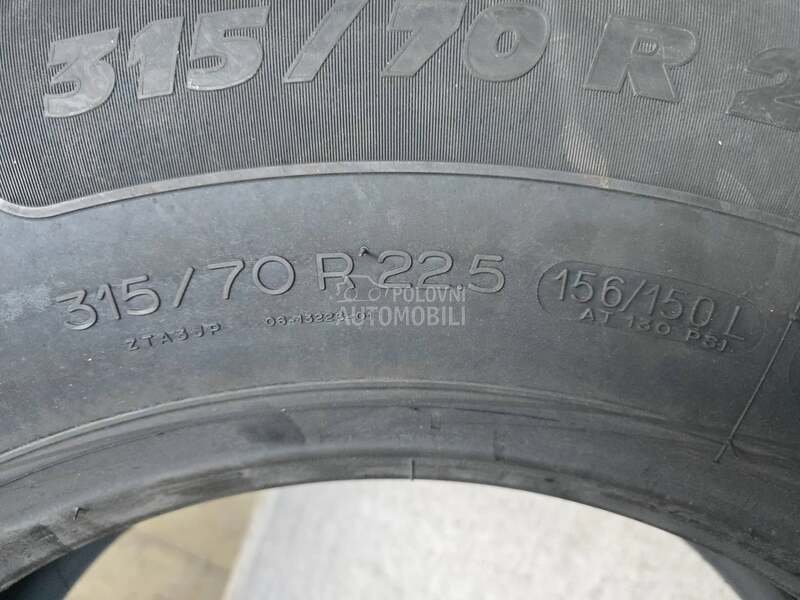 315/70 R 2
315/70 R 22.5
156/150 L
AT 130 PSI.
POLOVNI
AUTOMOBILI
ZTA3JP